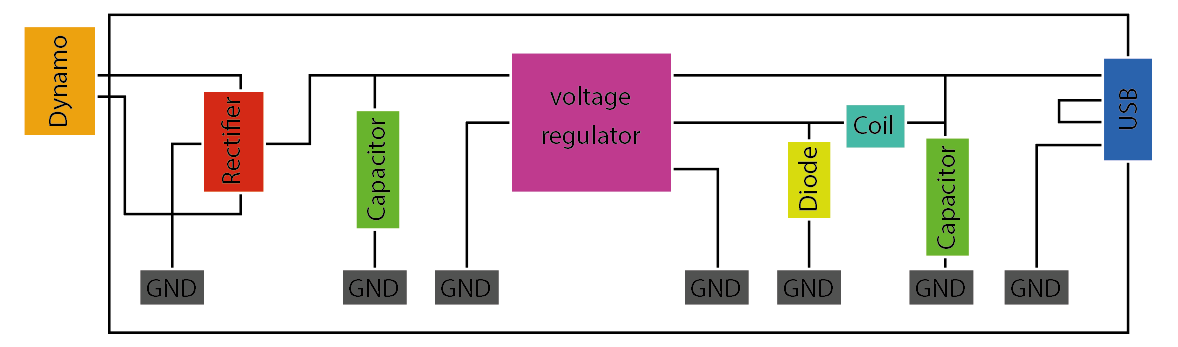 Dynamo
Rectifier
Capacitor
voltage
regulator
Diode
Coil
Capacitor
USB
GND
GND
GND
GND
GND
GND
GND